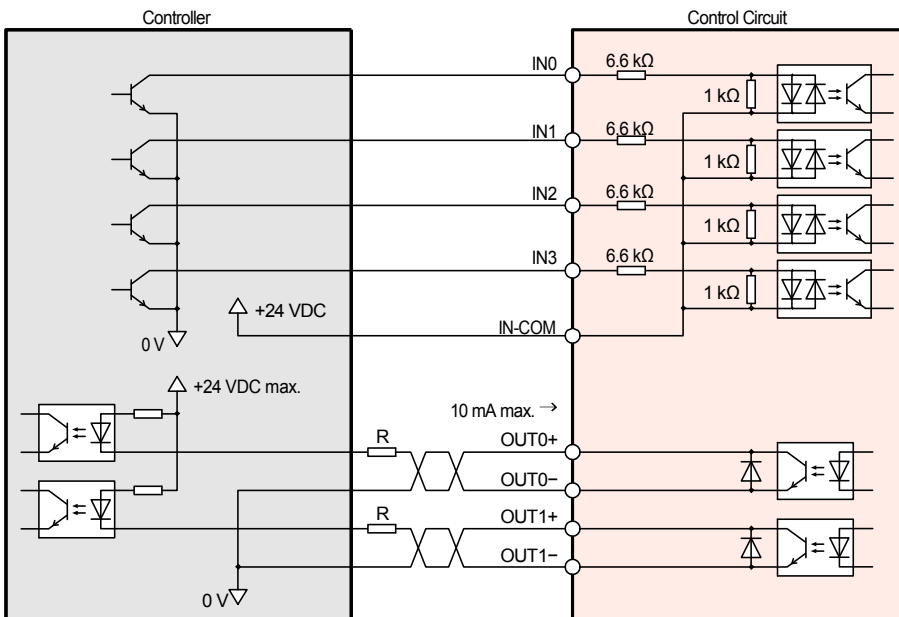 Controller
Control Circuit
IN0
6.6 kΩ
1 kΩ
IN1
6.6 kΩ
1 kΩ
IN2
6.6 kΩ
1 kΩ
IN3
6.6 kΩ
1 kΩ
+24 VDC
IN-COM
0 V
+24 VDC max.
10 mA max. →
R
OUT0+
OUT0−
R
OUT1+
OUT1−
0 V